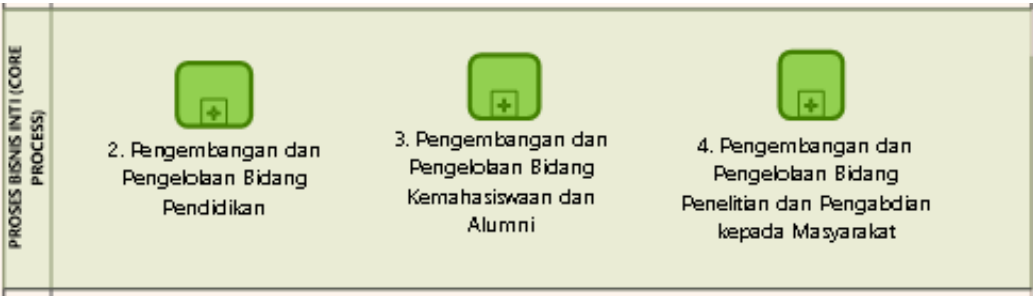 PROSES BISNIS INTI (CORE
PROCESS)
2. Pengembangan dan
Pengelolaan Bidang
Pendidikan
3. Pengembangan dan
Pengelolaan Bidang
Kemahasiswaan dan
Alumni
4. Pengembangan dan
Pengelolaan Bidang
Penelitian dan Pengabdian
kepada Masyarakat